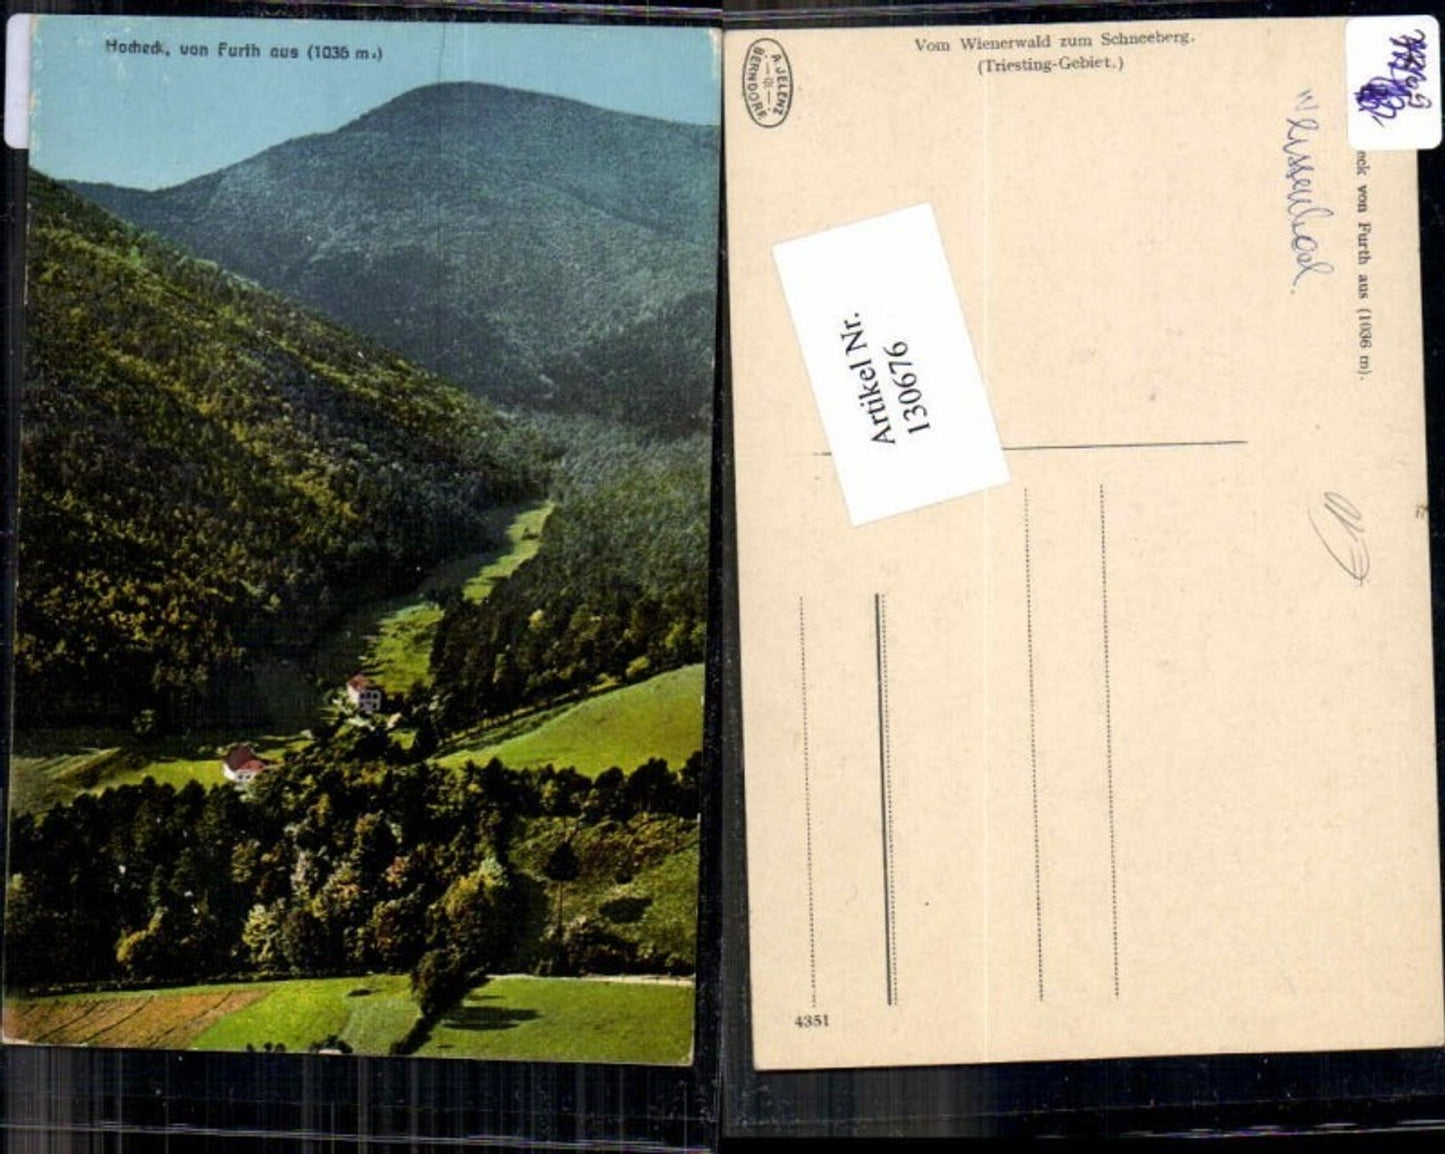 Hocheck, von Furth aus (1036 m.)
Vom Wienerwald zum Schneeberg.
(Triesting-Gebiet.)
A. JELENZ
BERNDORF
eck von Furth aus (1036 m).
Artikel Nr.
130676
4351